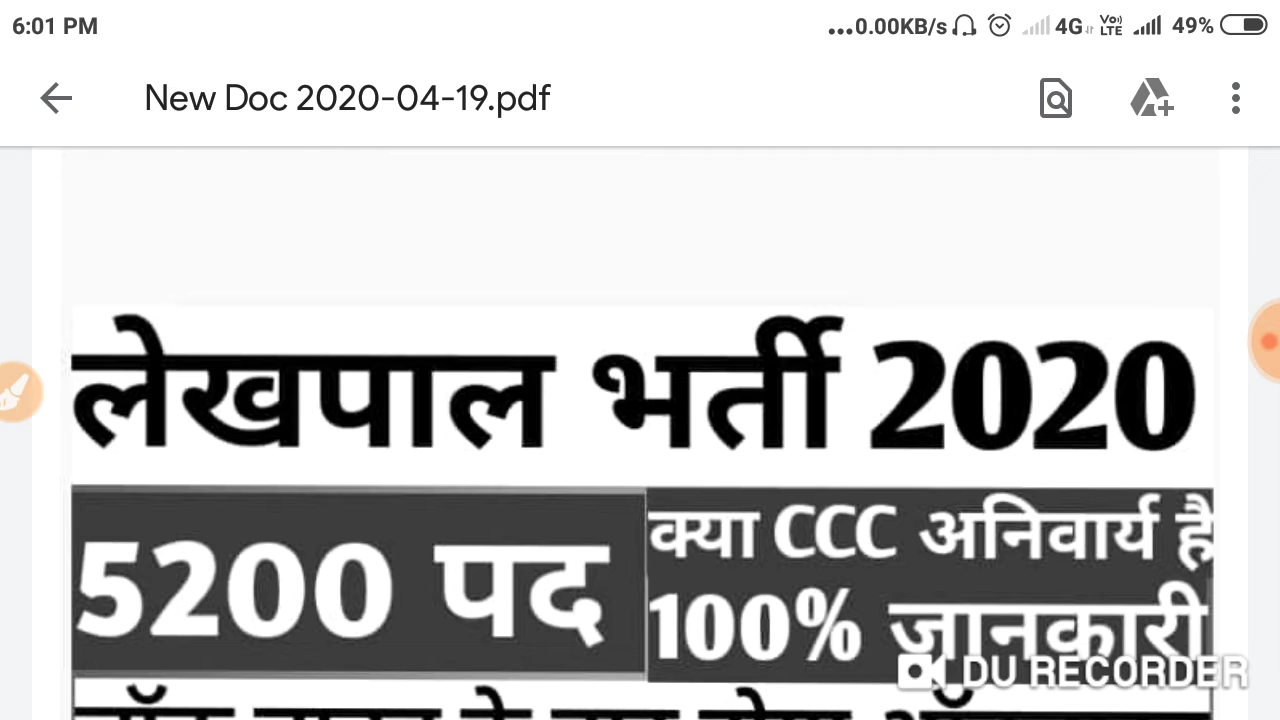 6:01 PM
...0.00KB/s 4G VoLTE 49%
New Doc 2020-04-19.pdf
लेखपाल भर्ती 2020
5200 पद
क्या CCC अनिवार्य है
100% जानकारी
DU RECORDER